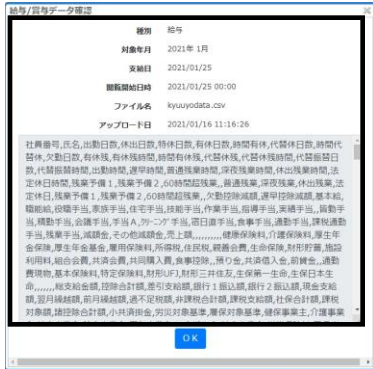 給与/賞与データ確認
種別 給与
対象年月 2021年 1月
支給日 2021/01/25
閲覧開始日時 2021/01/25 00:00
ファイル名 kyuuyodata.csv
アップロード日 2021/01/16 11:16:26
社員番号,氏名,出勤日数,休出日数,特休日数,有休日数,時間有休,代替休日数,時間代
替休,欠勤日数,有休残,有休残時間,時間有休残,代替休残,代替休残時間,代替振替日
数,代替振替時間,出勤時間,遅早時間,普通残業時間,深夜残業時間,休出残業時間,法
定休日時間,残業予備1,残業予備2,60時間超残業,,普通残業,深夜残業,休出残業,法
定休日,残業予備1,残業予備2,60時間超残業,,欠勤控除減額,遅早控除減額,基本給,
職能給,役職手当,家族手当,住宅手当,技能手当,作業手当,指導手当,実績手当,,皆勤手
当,精勤手当,会議手当,手当A,クリーニング手当,,宿日直手当,食事手当,通勤手当,課税通勤
手当,残業手当,減額金,その他減額金,売上額,,,,,,,,,,健康保険料,介護保険料,厚生年
金保険,厚生年金基金,雇用保険料,所得税,住民税,親善会費,生命保険,財形貯蓄,施設
利用料,組合会費,共済会費,共同購入費,食事控除,,預り金,共済借入金,前貸金,,通勤
費現物,基本保険料,特定保険料,財形UFJ,財形三井住友,生保第一生命,生保日本生
命,,,,,,,総支給金額,控除合計額,差引支給額,銀行1振込額,銀行2振込額,現金支給
額,翌月繰越額,前月繰越額,過不足税額,非課税合計額,課税支給額,社保合計額,課税
対象額,諸控除合計額,小共済掛金,労災対象基準,雇保対象基準,健保事業主,介護事業
OK